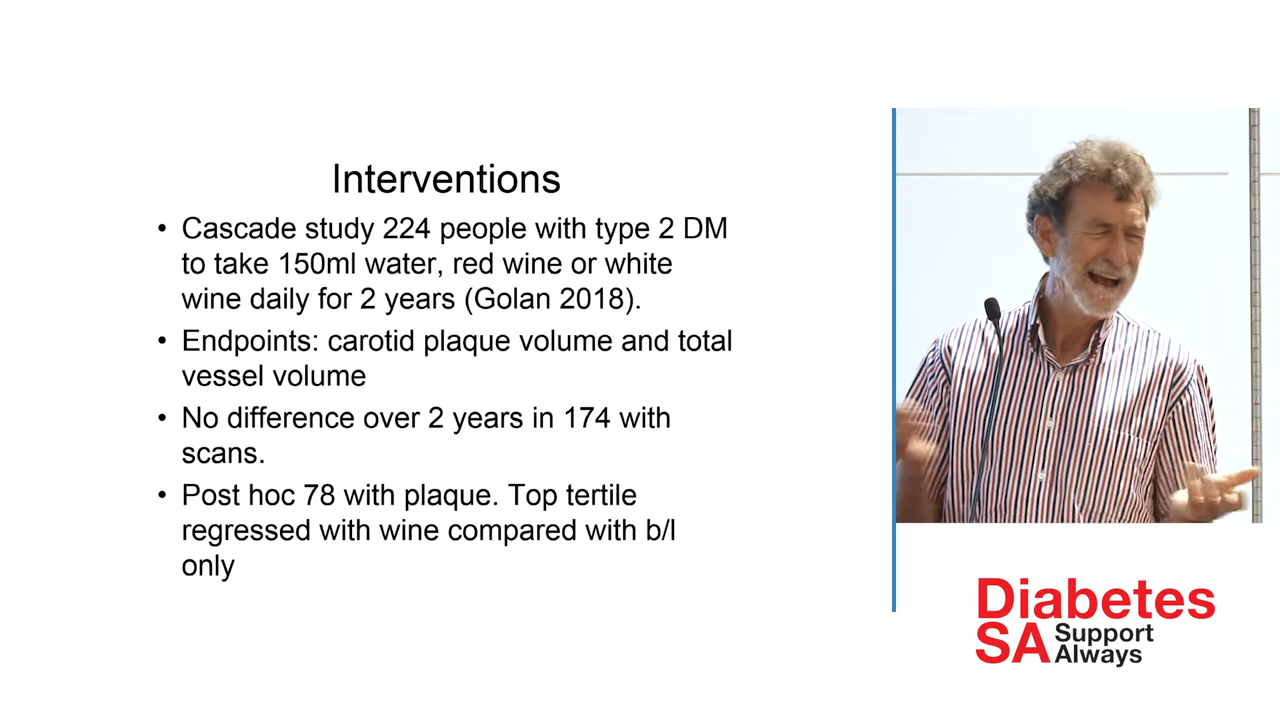 Interventions
• Cascade study 224 people with type 2 DM
to take 150ml water, red wine or white
wine daily for 2 years (Golan 2018).
• Endpoints: carotid plaque volume and total
vessel volume
• No difference over 2 years in 174 with
scans.
• Post hoc 78 with plaque. Top tertile
regressed with wine compared with b/l
only
Diabetes
SA Support
Always